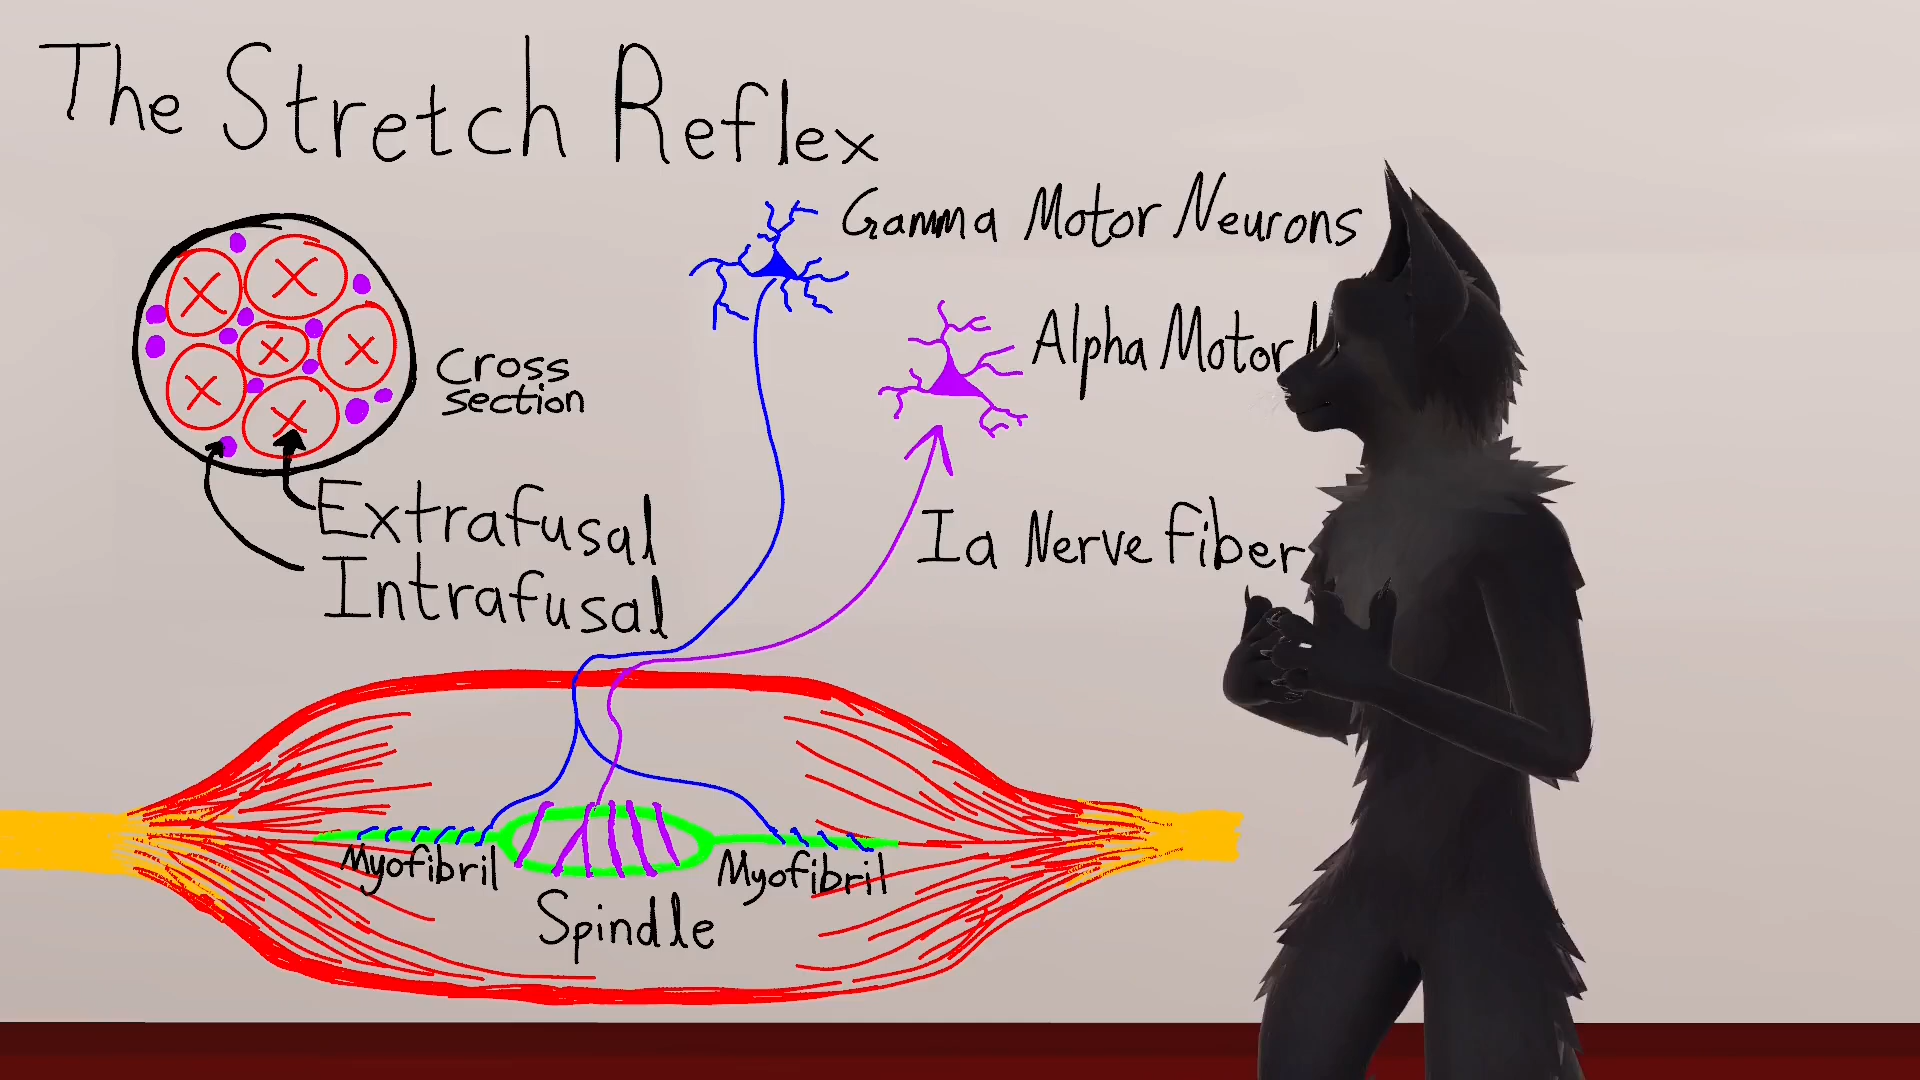 The Stretch Reflex
Gamma Motor Neurons
Alpha Motor
Cross
section
Extrafusal
Intrafusal
Ia Nerve Fiber
Myofibril
Myofibril
Spindle